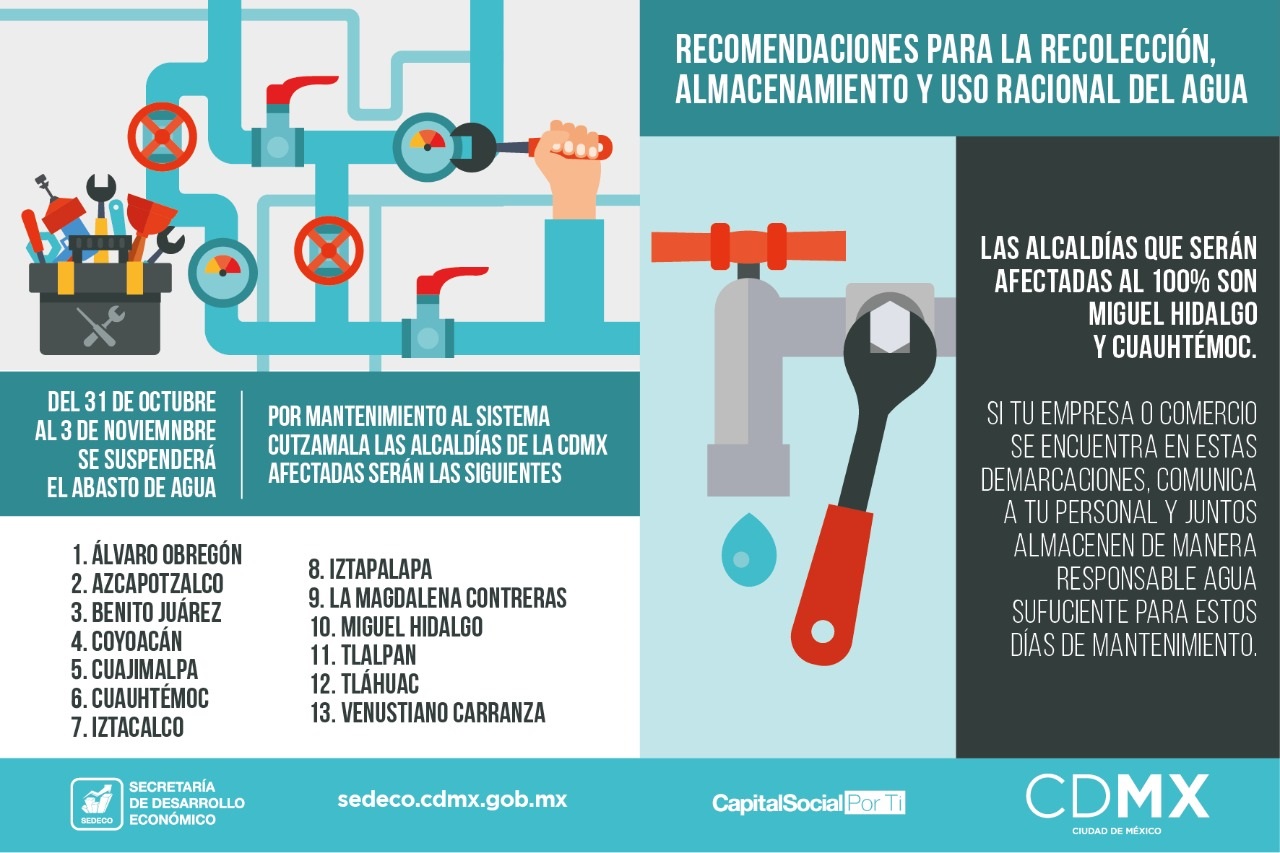 DEL 31 DE OCTUBRE
AL 3 DE NOVIEMNBRE
SE SUSPENDERÁ
EL ABASTO DE AGUA
POR MANTENIMIENTO AL SISTEMA
CUTZAMALA LAS ALCALDÍAS DE LA CDMX
AFECTADAS SERÁN LAS SIGUIENTES
1. ÁLVARO OBREGÓN
2. AZCAPOTZALCO
3. BENITO JUÁREZ
4. COYOACÁN
5. CUAJIMALPA
6. CUAUHTÉMOC
7. IZTACALCO
8. IZTAPALAPA
9. LA MAGDALENA CONTRERAS
10. MIGUEL HIDALGO
11. TLALPAN
12. TLÁHUAC
13. VENUSTIANO CARRANZA
RECOMENDACIONES PARA LA RECOLECCIÓN,
ALMACENAMIENTO Y USO RACIONAL DEL AGUA
LAS ALCALDÍAS QUE SERÁN
AFECTADAS AL 100% SON
MIGUEL HIDALGO
Y CUAUHTÉMOC.
SI TU EMPRESA O COMERCIO
SE ENCUENTRA EN ESTAS
DEMARCACIONES, COMUNICA
A TU PERSONAL Y JUNTOS
ALMACENEN DE MANERA
RESPONSABLE AGUA
SUFUCIENTE PARA ESTOS
DÍAS DE MANTENIMIENTO.
SEDECO
SECRETARÍA
DE DESARROLLO
ECONÓMICO
sedeco.cdmx.gob.mx
CapitalSocial Por Ti
CDMX
CIUDAD DE MÉXICO